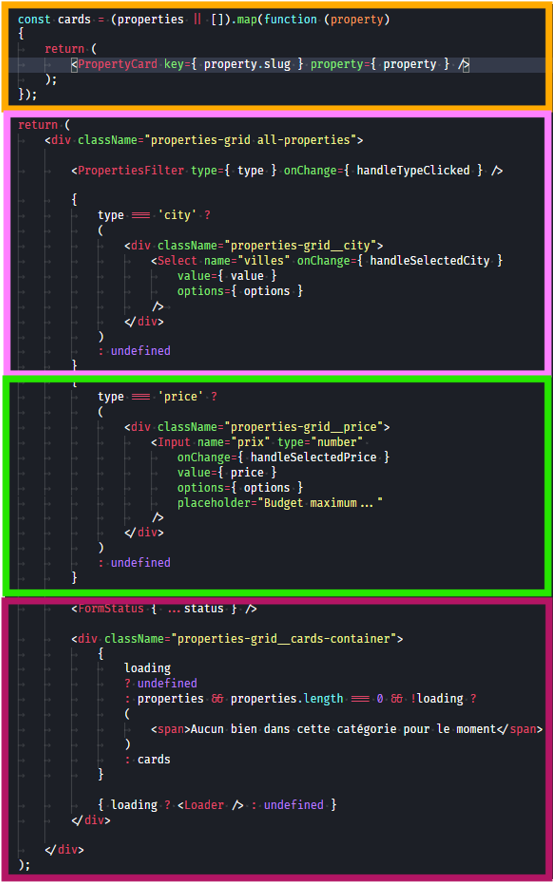 const cards = (properties || []).map(function (property)
{
return (
<PropertyCard key={ property.slug } property={ property } />
);
});
return (
<div className="properties-grid all-properties">
<PropertiesFilter type={ type } onChange={ handleTypeClicked } />
{
type === 'city' ?
(
<div className="properties-grid__city">
<Select name="villes" onChange={ handleSelectedCity }
value={ value }
options={ options }
/>
</div>
)
: undefined
}
{
type === 'price' ?
(
<div className="properties-grid__price">
<Input name="prix" type="number"
onChange={ handleSelectedPrice }
value={ price }
options={ options }
placeholder="Budget maximum..."
/>
</div>
)
: undefined
}
<FormStatus { ...status } />
<div className="properties-grid__cards-container">
{
loading
? undefined
: properties && properties.length === 0 && !loading ?
(
<span>Aucun bien dans cette catégorie pour le moment</span>
)
: cards
}
{ loading ? <Loader /> : undefined }
</div>
</div>
);